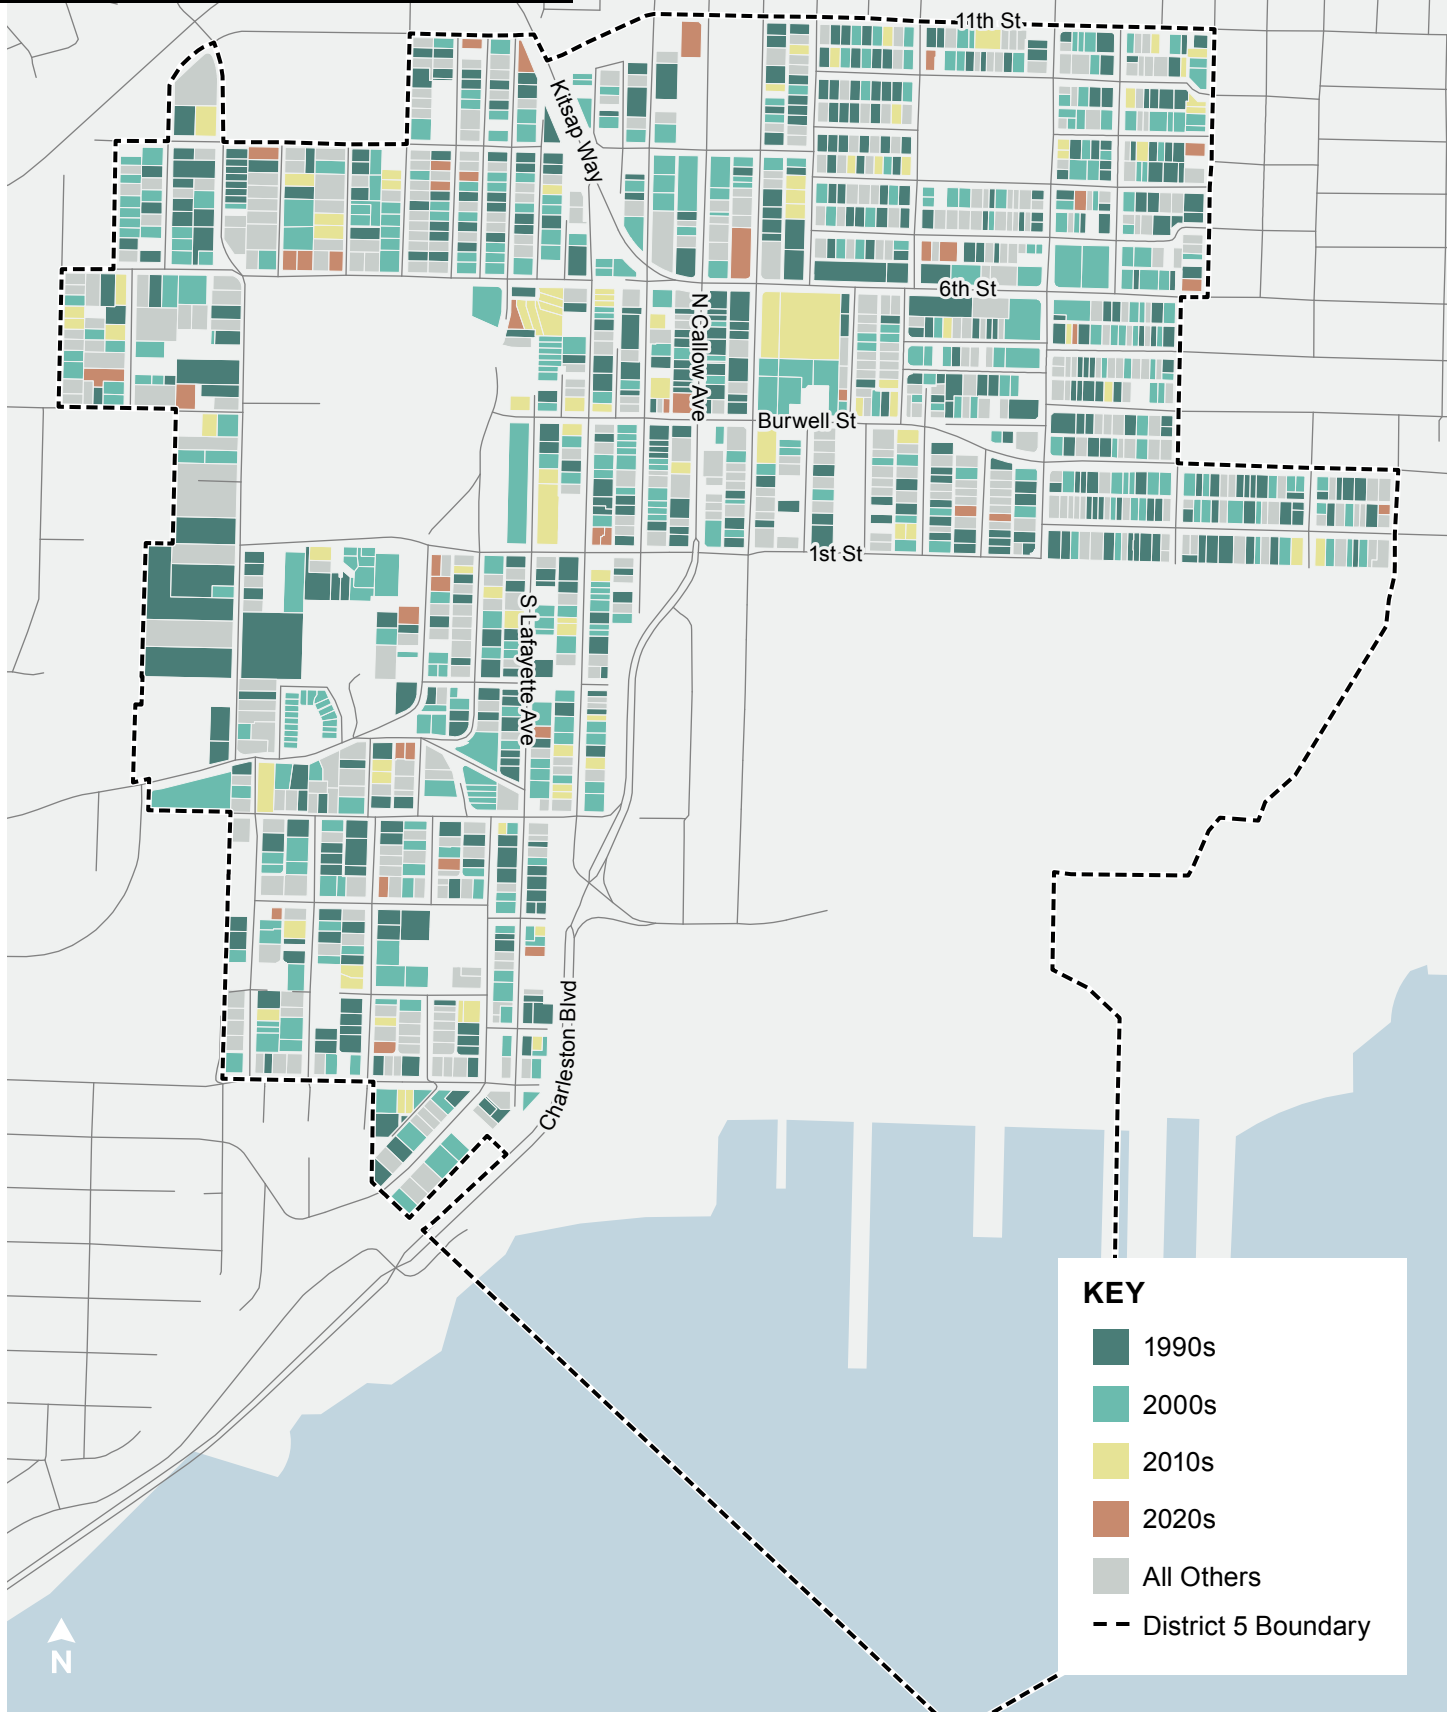 11th St
Kitsap Way
6th St
N Callow Ave
Burwell St
1st St
S Lafayette Ave
Charleston Blvd
KEY
1990s
2000s
2010s
2020s
All Others
District 5 Boundary
N